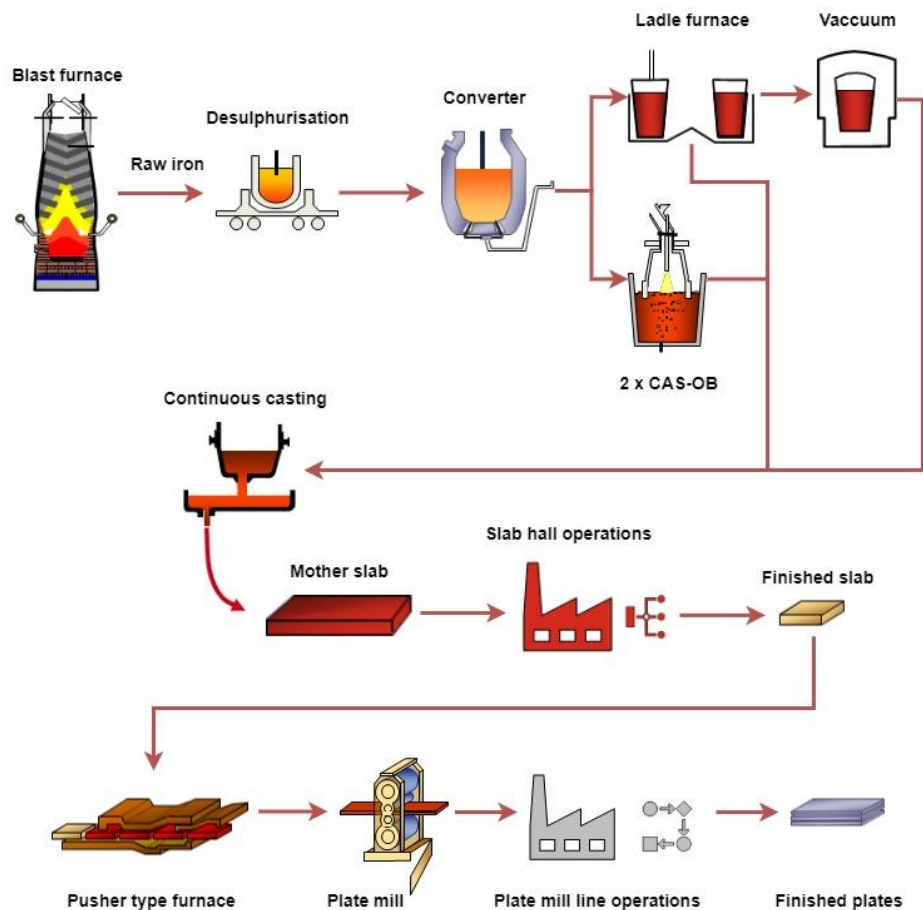 Ladle furnace
Vaccuum
Blast furnace
Converter
Desulphurisation
Raw iron
2 x CAS-OB
Continuous casting
Slab hall operations
Mother slab
Finished slab
Pusher type furnace
Plate mill
Plate mill line operations
Finished plates